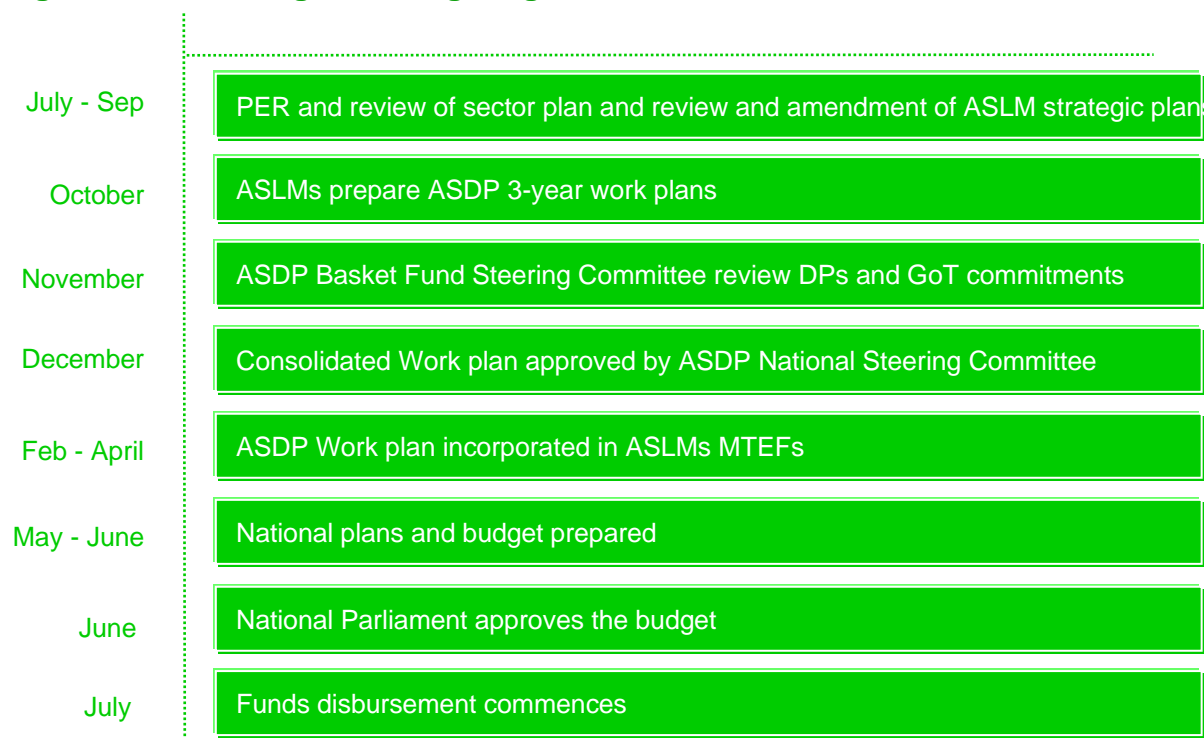 July - Sep PER and review of sector plan and review and amendment of ASLM strategic plans
October ASLMs prepare ASDP 3-year work plans
November ASDP Basket Fund Steering Committee review DPs and GoT commitments
December Consolidated Work plan approved by ASDP National Steering Committee
Feb - April ASDP Work plan incorporated in ASLMs MTEFs
May - June National plans and budget prepared
June National Parliament approves the budget
July Funds disbursement commences